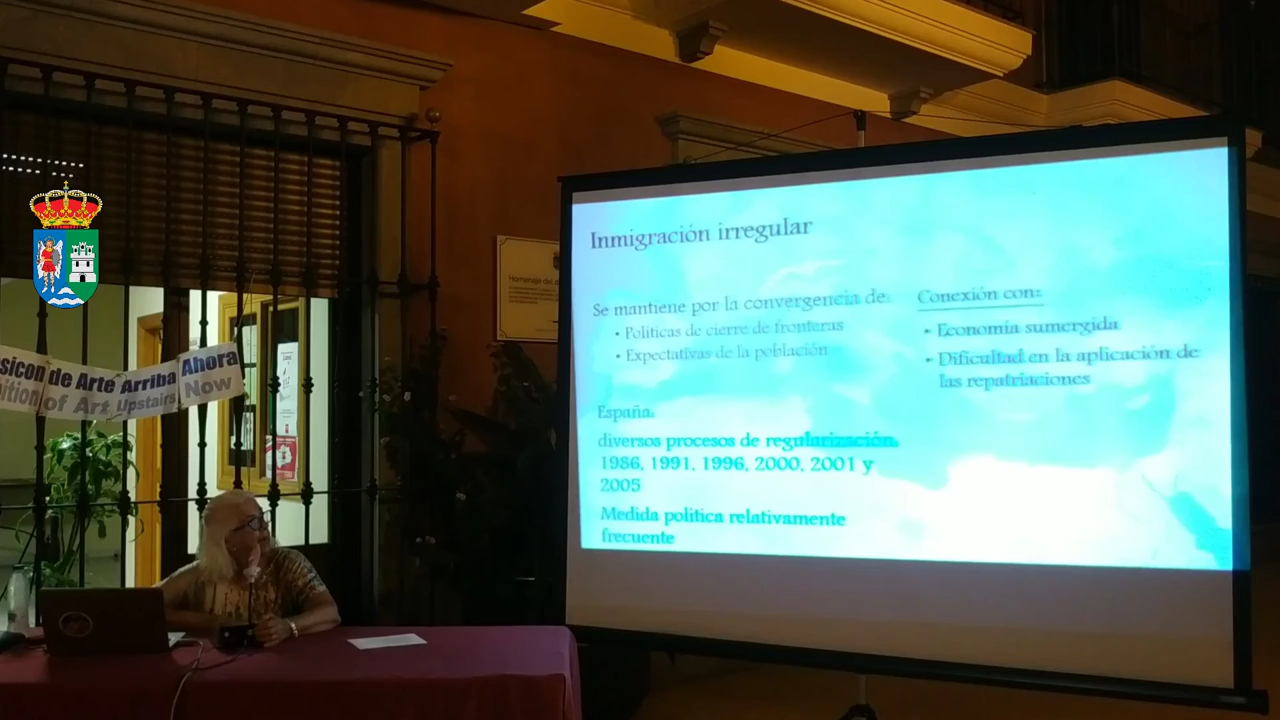 Inmigración irregular
Se mantiene por la convergencia de:
• Políticas de cierre de fronteras
• Expectativas de la población
España:
diversos procesos de regularización:
1986, 1991, 1996, 2000, 2001 y
2005
Medida política relativamente
frecuente
Conexión con:
• Economía sumergida
• Dificultad en la aplicación de
las repatriaciones
Homenaje del
sicon de Arte Arriba Ahora
ition of Art Upstairs Now